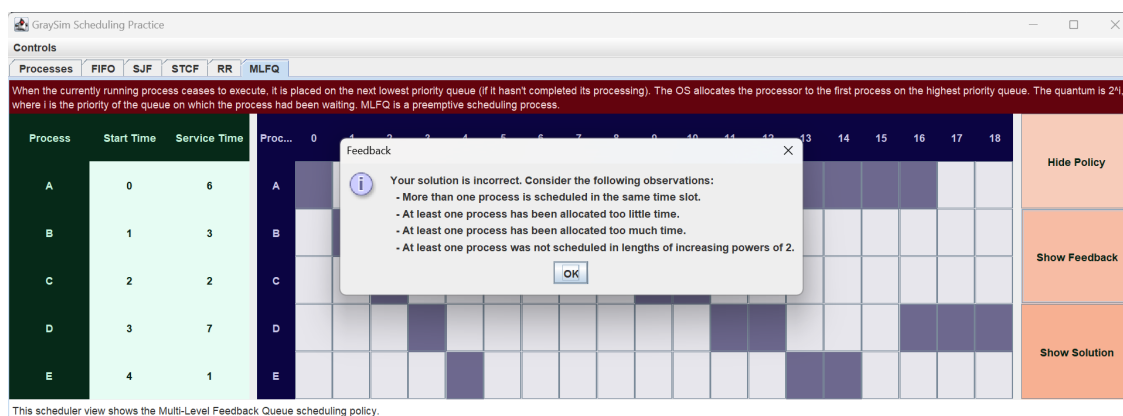 GraySim Scheduling Practice
Controls
Processes FIFO SJF STCF RR MLFQ
When the currently running process ceases to execute, it is placed on the next lowest priority queue (if it hasn't completed its processing). The OS allocates the processor to the first process on the highest priority queue. The quantum is 2^i,
where i is the priority of the queue on which the process had been waiting. MLFQ is a preemptive scheduling process.
Process Start Time Service Time Proc... 0 13 14 15 16 17 18
Feedback
Hide Policy
Your solution is incorrect. Consider the following observations:
A 0 6 A
- More than one process is scheduled in the same time slot.
- At least one process has been allocated too little time.
B 1 3 B
- At least one process has been allocated too much time.
- At least one process was not scheduled in lengths of increasing powers of 2.
Show Feedback
OK
C 2 2 C
D 3 7 D
Show Solution
E 4 1 E
This scheduler view shows the Multi-Level Feedback Queue scheduling policy.